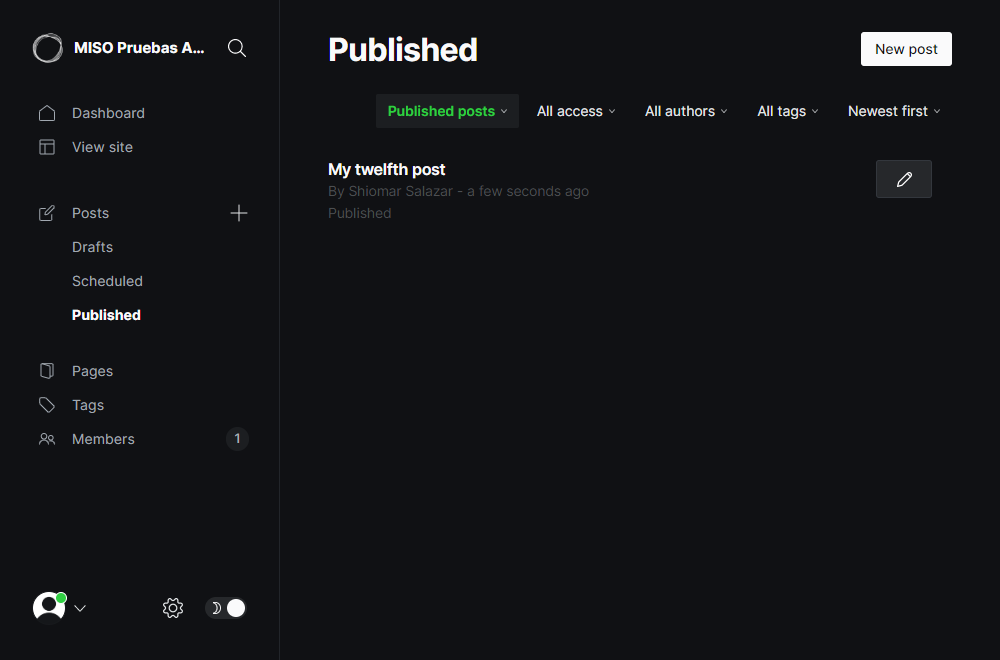 MISO Pruebas A...
Dashboard
View site
Posts
Drafts
Scheduled
Published
Pages
Tags
Members 1
Published
New post
Published posts All access All authors All tags Newest first
My twelfth post
By Shiomar Salazar - a few seconds ago
Published